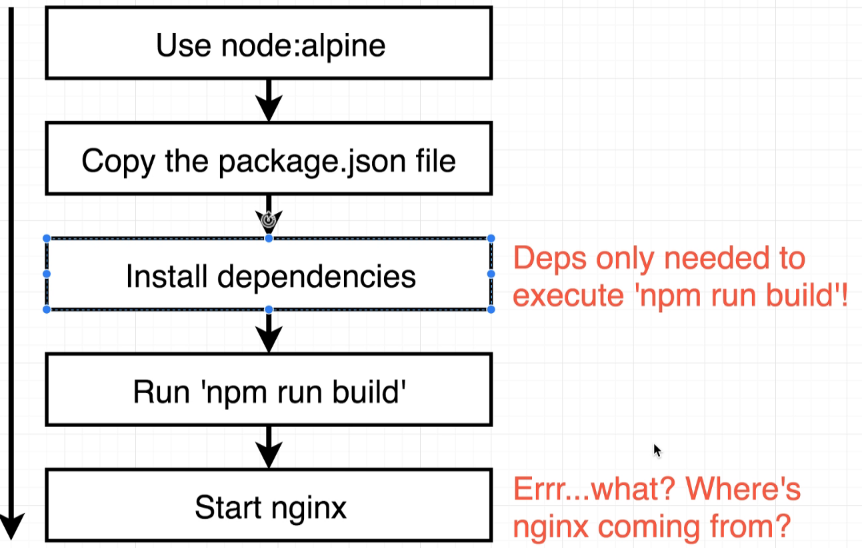 Use node:alpine
Copy the package.json file
Install dependencies
Deps only needed to
execute 'npm run build'!
Run 'npm run build'
Start nginx
Errr...what? Where's
nginx coming from?